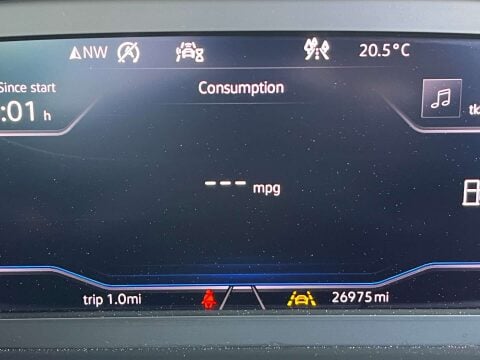 NW
20.5°C
Since start
Consumption
:01 h
--- mpg
trip 1.0mi
26975mi